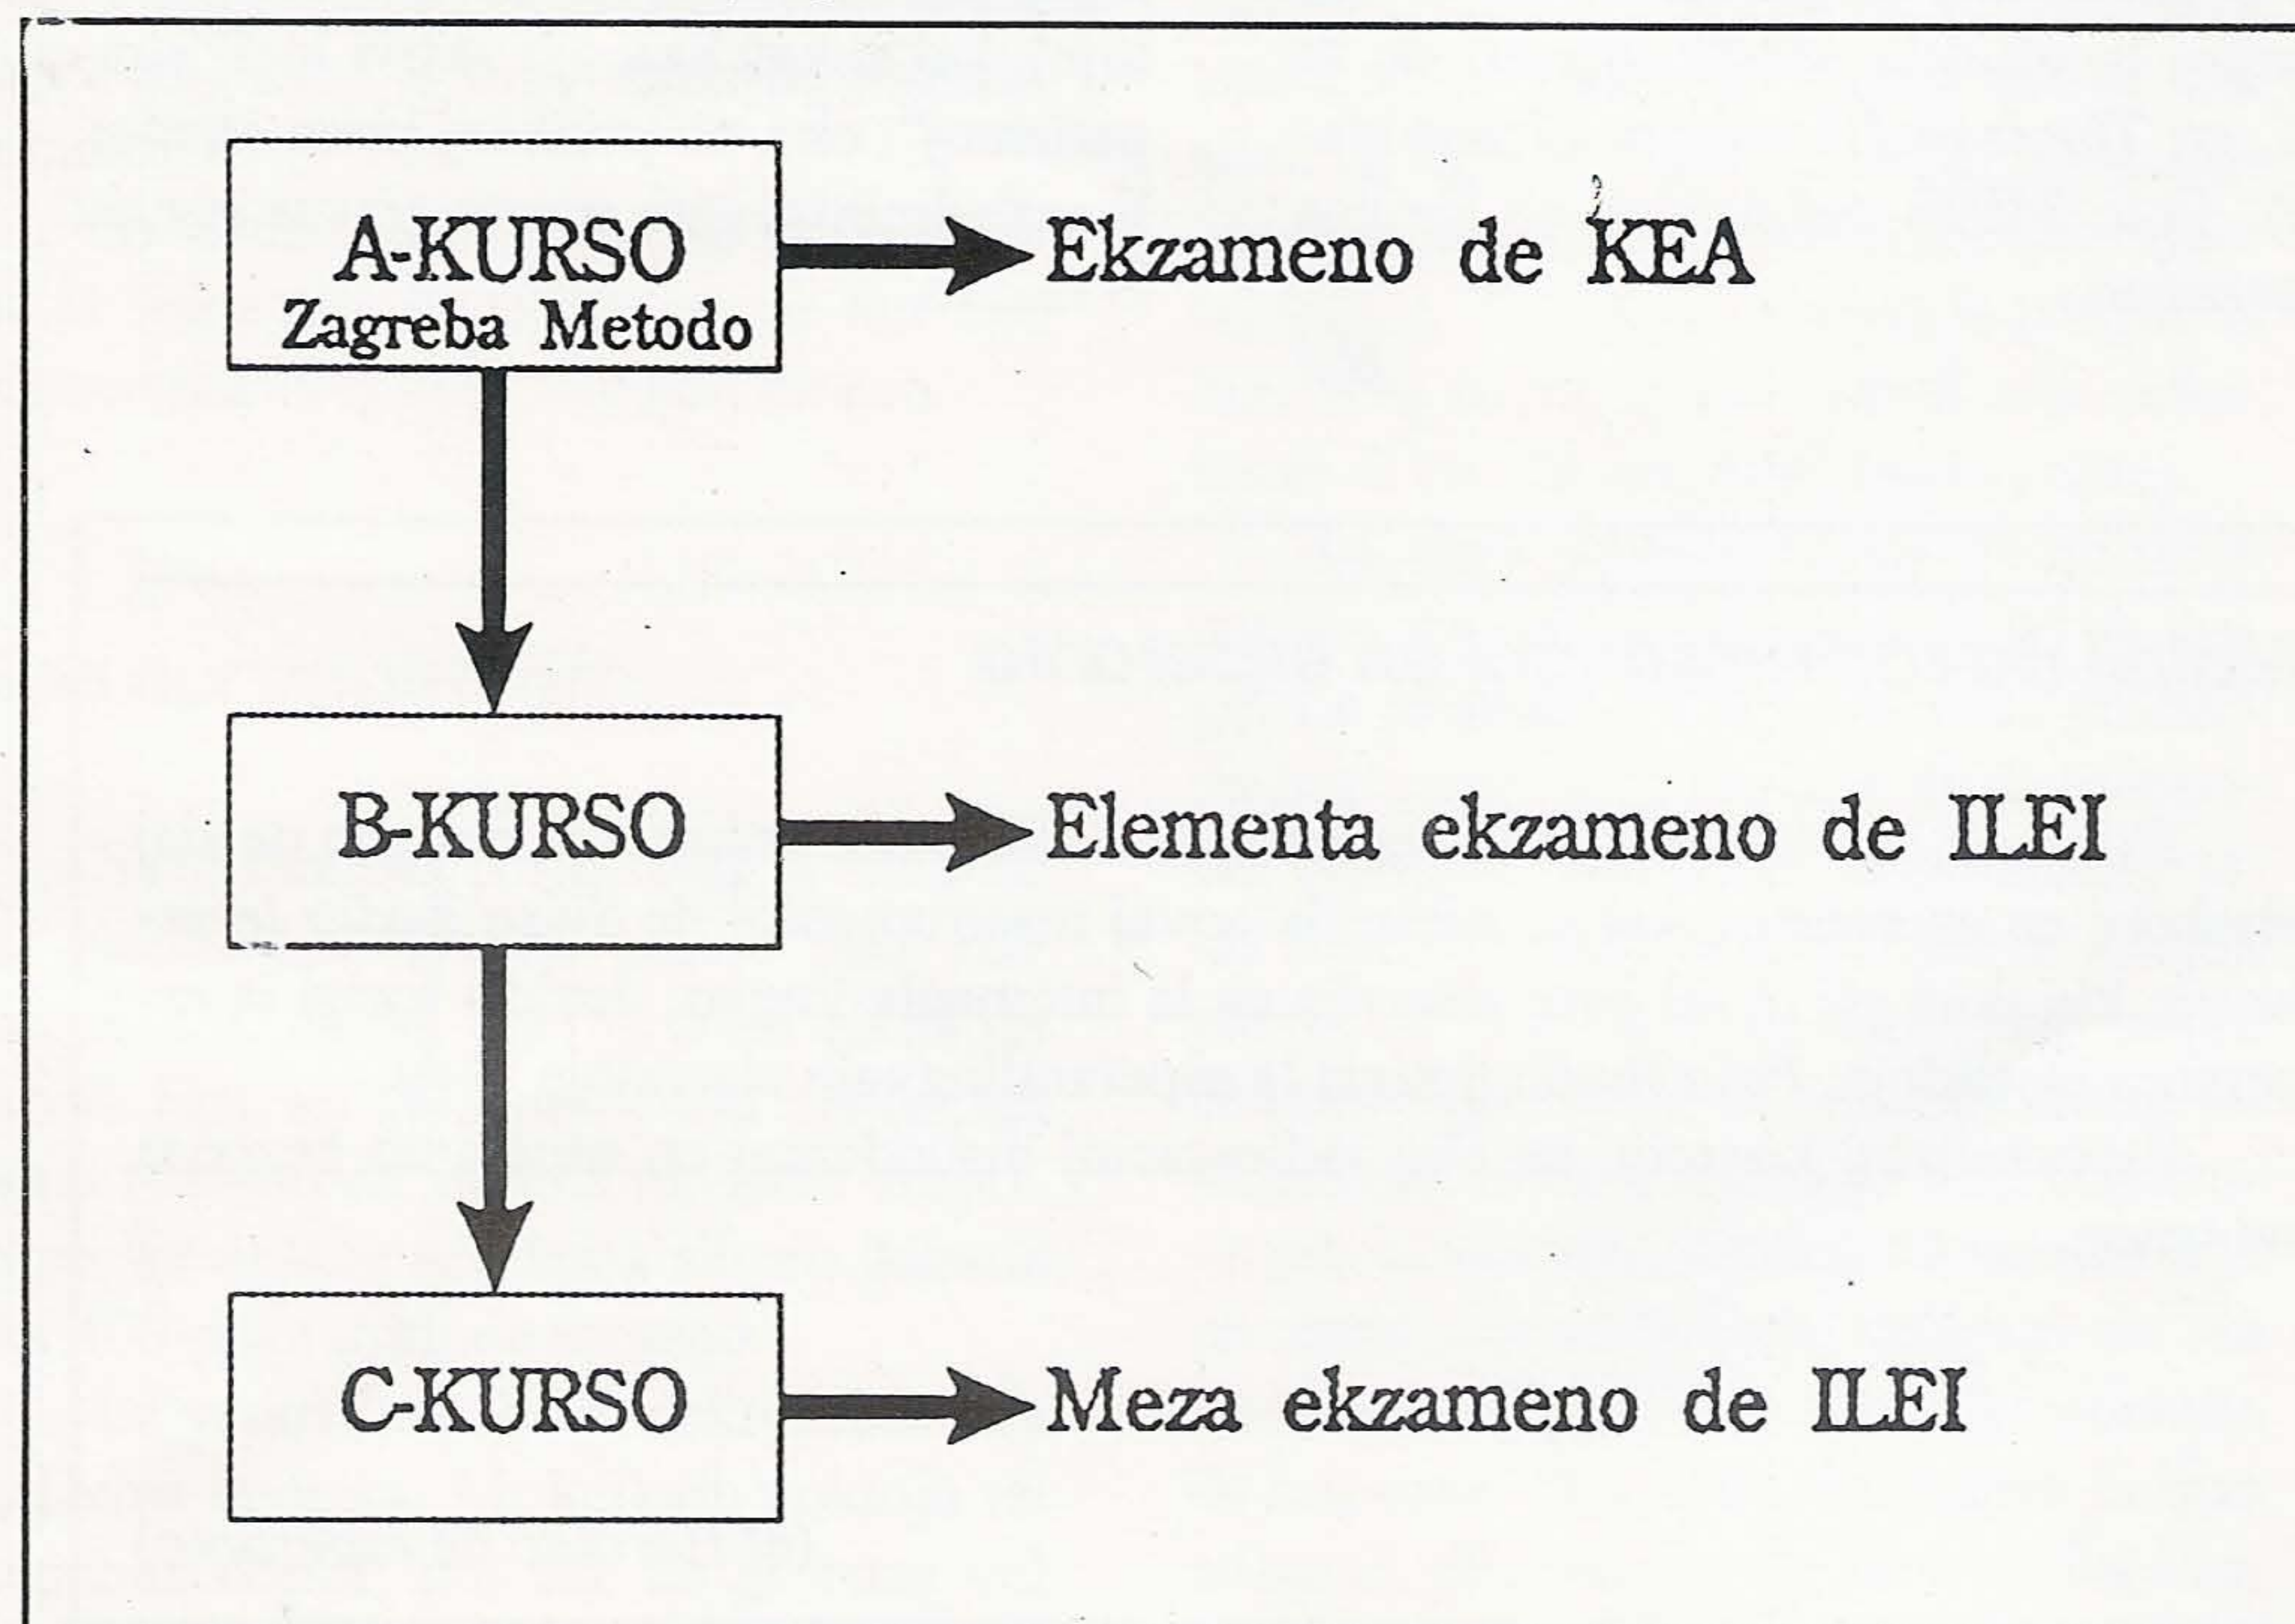 A-KURSO
Zagreba Metodo
Ekzameno de KEA
B-KURSO
Elementa ekzameno de ILEI
C-KURSO
Meza ekzameno de ILEI